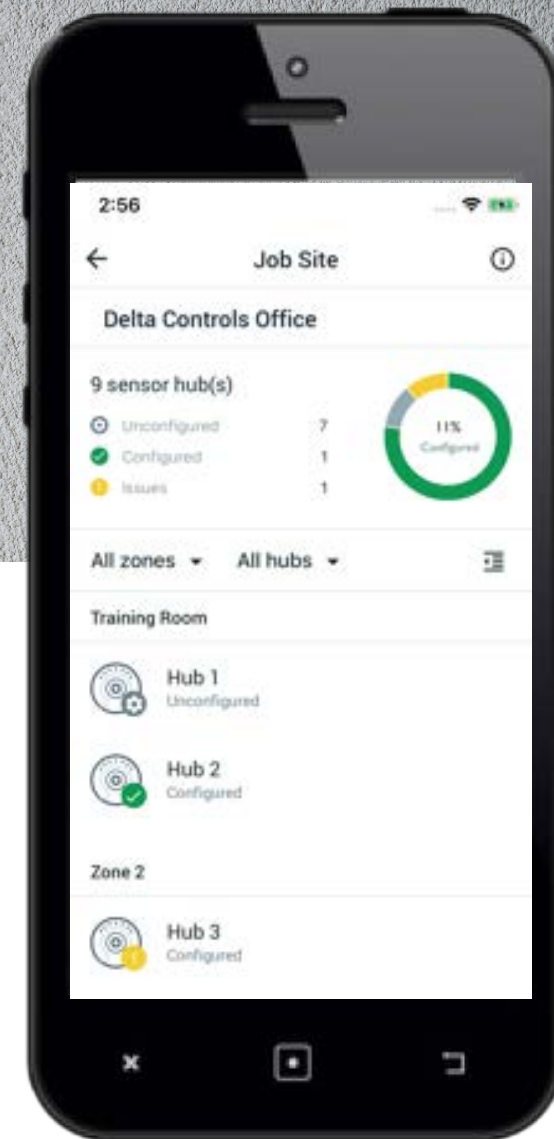 2:56
Job Site
Delta Controls Office
9 sensor hub(s)
Unconfigured 7
Configured 1
Issues 1
11%
Configured
All zones All hubs
Training Room
Hub 1
Unconfigured
Hub 2
Configured
Zone 2
Hub 3
Configured